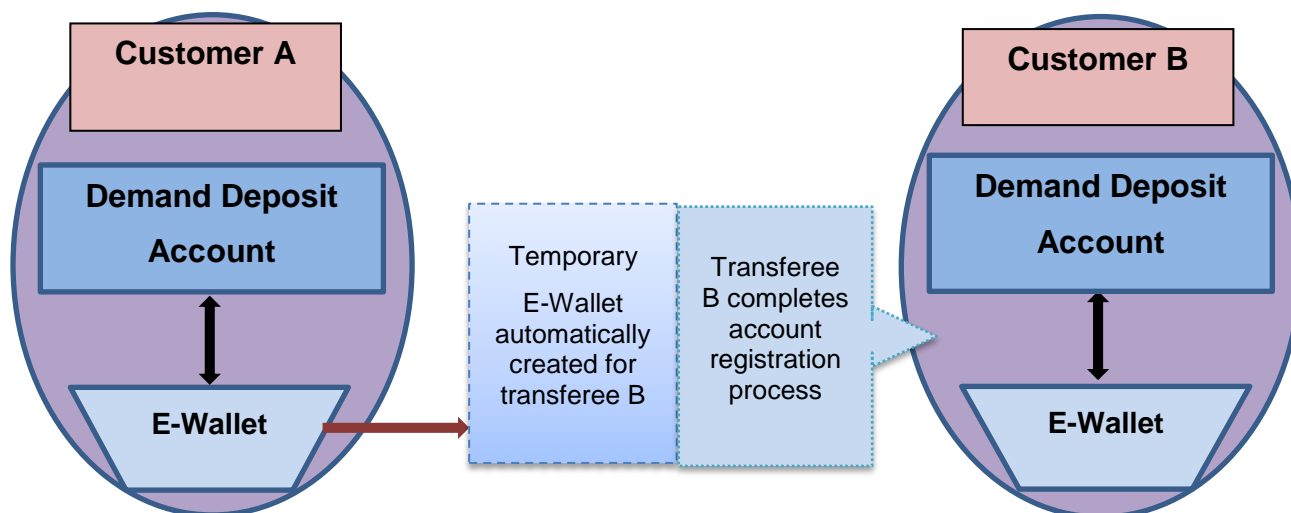 Customer A
Demand Deposit
Account
E-Wallet
Temporary
E-Wallet
automatically
created for
transferee B
Transferee
B completes
account
registration
process
Customer B
Demand Deposit
Account
E-Wallet